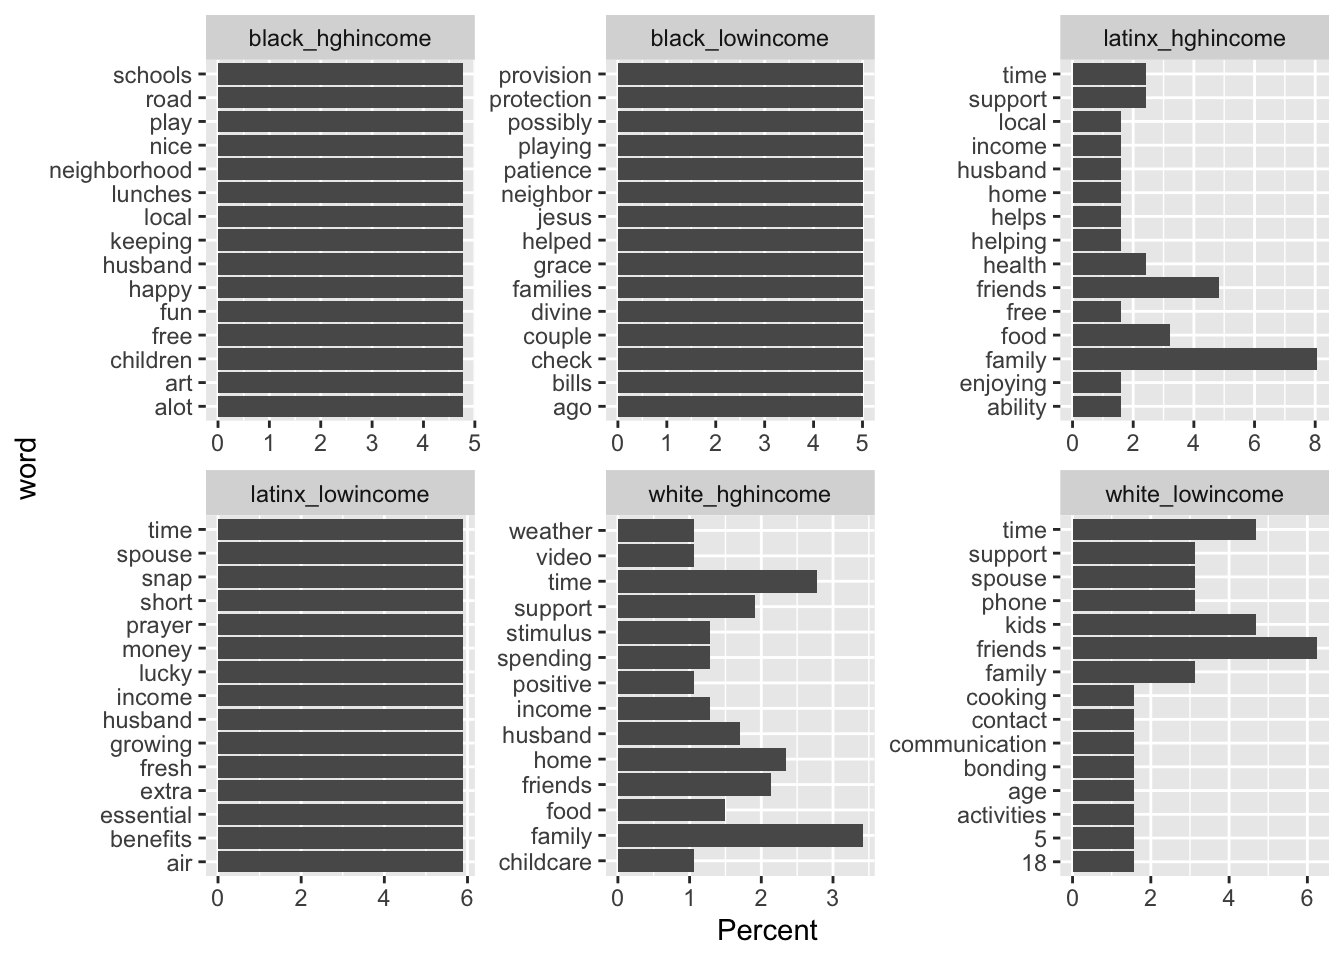 black_hghincome
schools
road
play
nice
neighborhood
lunches
local
keeping
husband
happy
fun
free
children
art
alot
0 1 2 3 4 5
black_lowincome
provision
protection
possibly
playing
patience
neighbor
jesus
helped
grace
families
divine
couple
check
bills
ago
0 1 2 3 4 5
latinx_hghincome
time
support
local
income
husband
home
helps
helping
health
friends
free
food
family
enjoying
ability
0 2 4 6 8
word
latinx_lowincome
time
spouse
snap
short
prayer
money
lucky
income
husband
growing
fresh
extra
essential
benefits
air
0 2 4 6
white_hghincome
weather
video
time
support
stimulus
spending
positive
income
husband
home
friends
food
family
childcare
0 1 2 3
white_lowincome
time
support
spouse
phone
kids
friends
family
cooking
contact
communication
bonding
age
activities
5
18
0 2 4 6
Percent